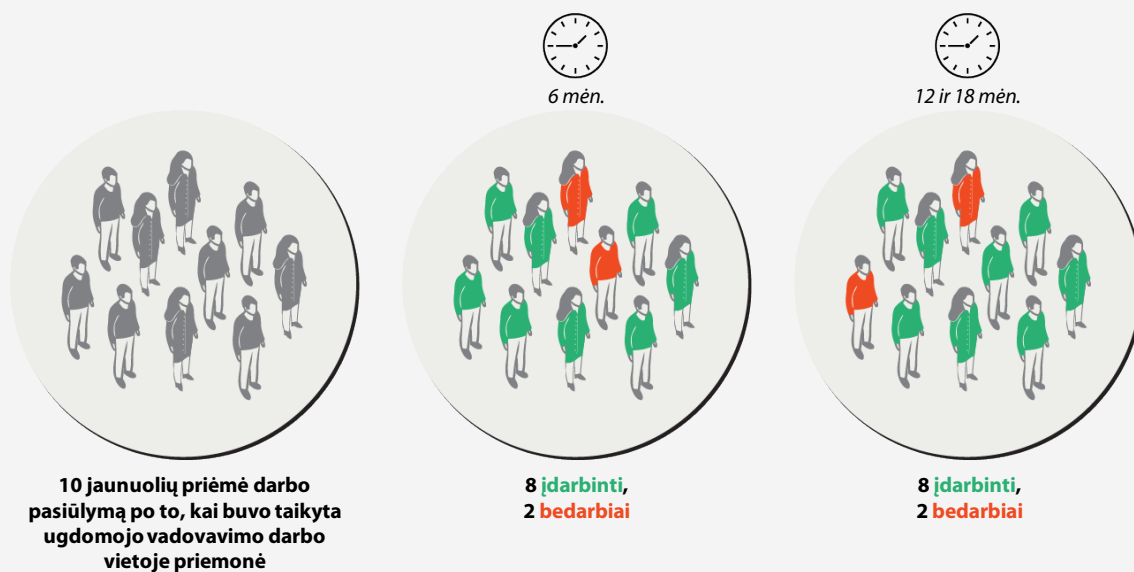 6 mėn.
12 ir 18 mėn.
10 jaunuolių priėmė darbo
pasiūlymą po to, kai buvo taikyta
ugdomojo vadovavimo darbo
vietoje priemonė
8 įdarbinti,
2 bedarbiai
8 įdarbinti,
2 bedarbiai